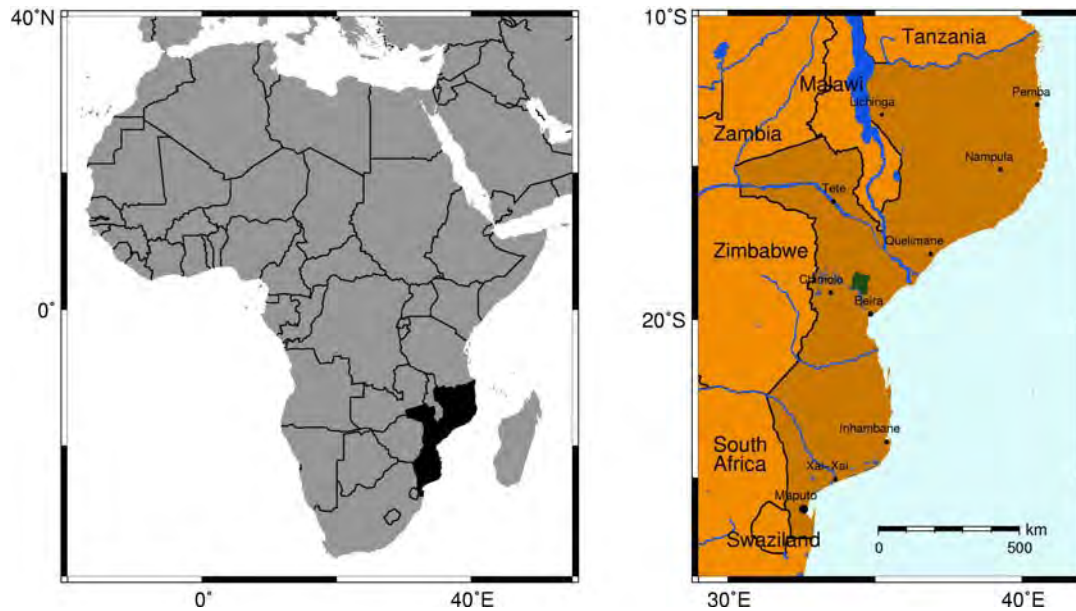 40°N
0°
0°
40°E
10°S
20°S
30°E
40°E
Tanzania
Malawi
Lichinga
Pemba
Zambia
Nampula
Tete
Quelimane
Zimbabwe
Chimoio
Beira
Inhambane
South
Africa
Xai-Xai
Maputo
Swaziland
km
0
500